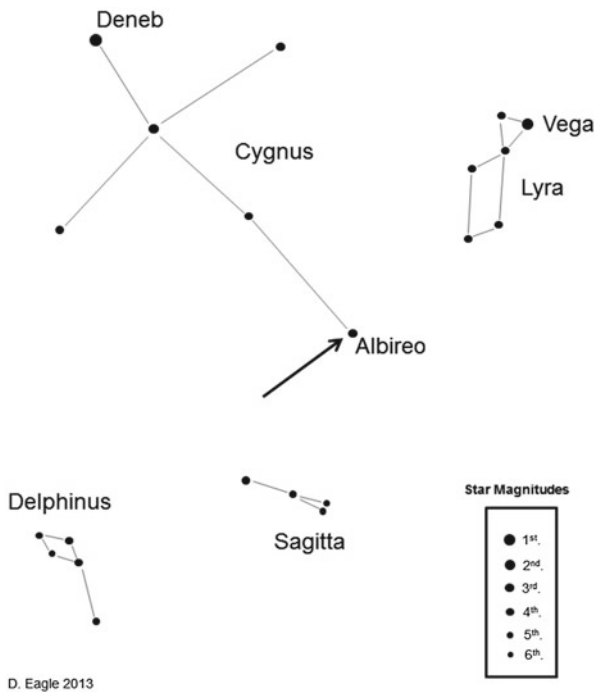 Deneb
Vega
Cygnus
Lyra
Albireo
Delphinus
Sagitta
Star Magnitudes
1st.
2nd.
3rd.
4th.
5th.
6th.
D. Eagle 2013